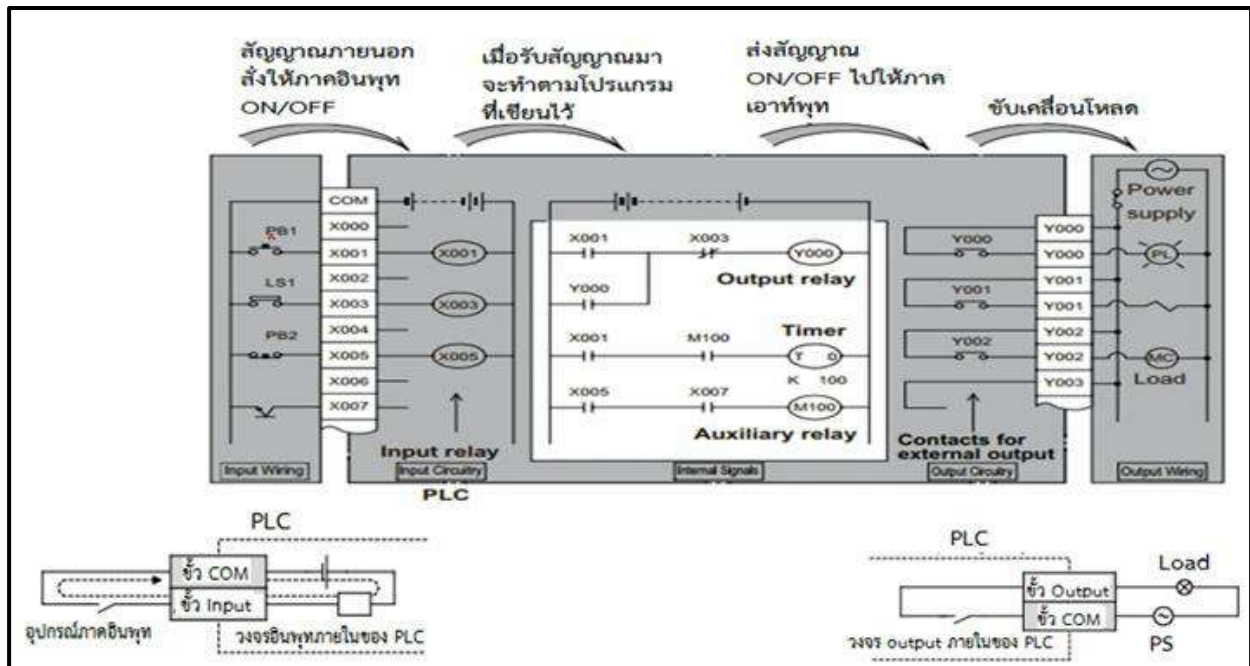 สัญญาณภายนอก
สั่งให้ภาคอินพุท
ON/OFF
เมื่อรับสัญญาณมา
จะทำตามโปรแกรม
ที่เขียนไว้
ส่งสัญญาณ
ON/OFF ไปให้ภาค
เอาท์พุท
ขับเคลื่อนโหลด
PB1
LS1
PB2
Input Wiring
COM
X000
X001
X002
X003
X004
X005
X006
X007
X001
X003
X005
Input relay
Input Circuitry
PLC
X001
X003
Y000
Output relay
Y000
Timer
X001
M100
T 0
K 100
X005
X007
M100
Auxiliary relay
Internal Signals
Y000
Y001
Y002
Contacts for
external output
Output Circuitry
Y000
Y000
Y001
Y001
Y002
Y002
Y003
Power
supply
PL
MC
Load
Output Wiring
PLC
ขั้ว COM
ขั้ว Input
อุปกรณ์ภาคอินพุท
วงจรอินพุทภายในของ PLC
PLC
Load
ขั้ว Output
ขั้ว COM
วงจร output ภายในของ PLC
PS